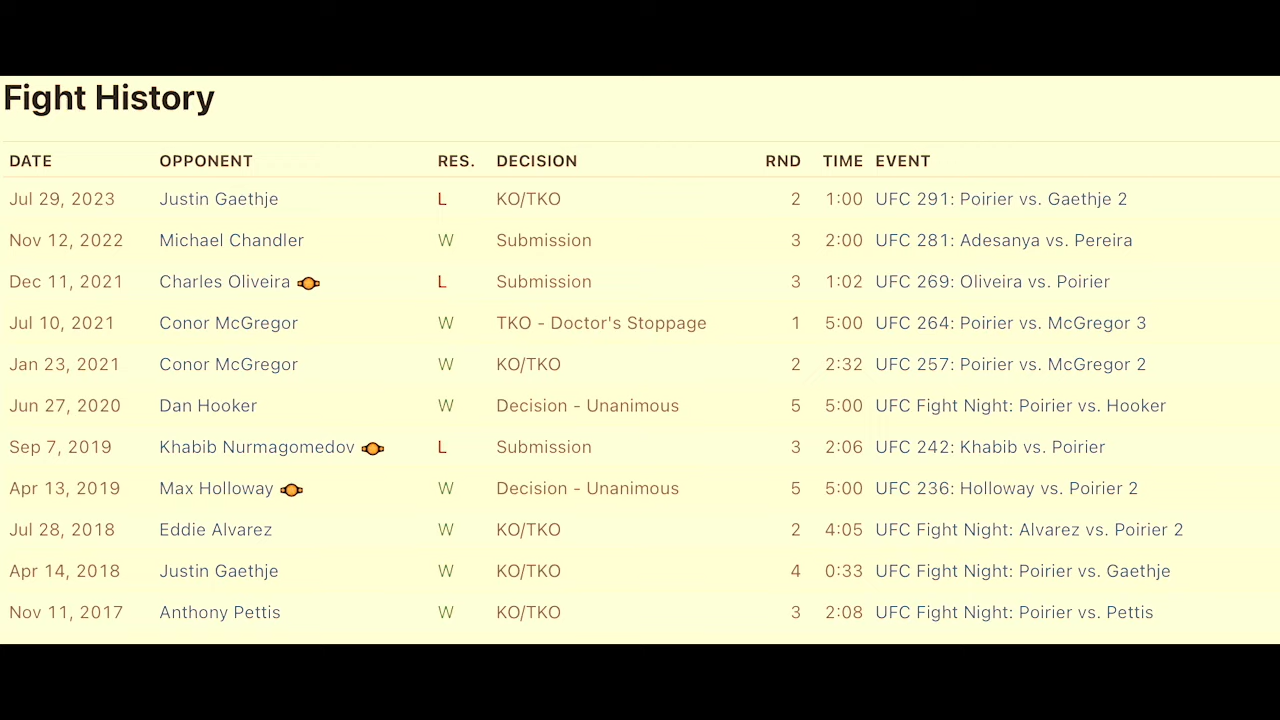 Fight History
DATE OPPONENT RES. DECISION RND TIME EVENT
Jul 29, 2023 Justin Gaethje L KO/TKO 2 1:00 UFC 291: Poirier vs. Gaethje 2
Nov 12, 2022 Michael Chandler W Submission 3 2:00 UFC 281: Adesanya vs. Pereira
Dec 11, 2021 Charles Oliveira L Submission 3 1:02 UFC 269: Oliveira vs. Poirier
Jul 10, 2021 Conor McGregor W TKO - Doctor's Stoppage 1 5:00 UFC 264: Poirier vs. McGregor 3
Jan 23, 2021 Conor McGregor W KO/TKO 2 2:32 UFC 257: Poirier vs. McGregor 2
Jun 27, 2020 Dan Hooker W Decision - Unanimous 5 5:00 UFC Fight Night: Poirier vs. Hooker
Sep 7, 2019 Khabib Nurmagomedov L Submission 3 2:06 UFC 242: Khabib vs. Poirier
Apr 13, 2019 Max Holloway W Decision - Unanimous 5 5:00 UFC 236: Holloway vs. Poirier 2
Jul 28, 2018 Eddie Alvarez W KO/TKO 2 4:05 UFC Fight Night: Alvarez vs. Poirier 2
Apr 14, 2018 Justin Gaethje W KO/TKO 4 0:33 UFC Fight Night: Poirier vs. Gaethje
Nov 11, 2017 Anthony Pettis W KO/TKO 3 2:08 UFC Fight Night: Poirier vs. Pettis